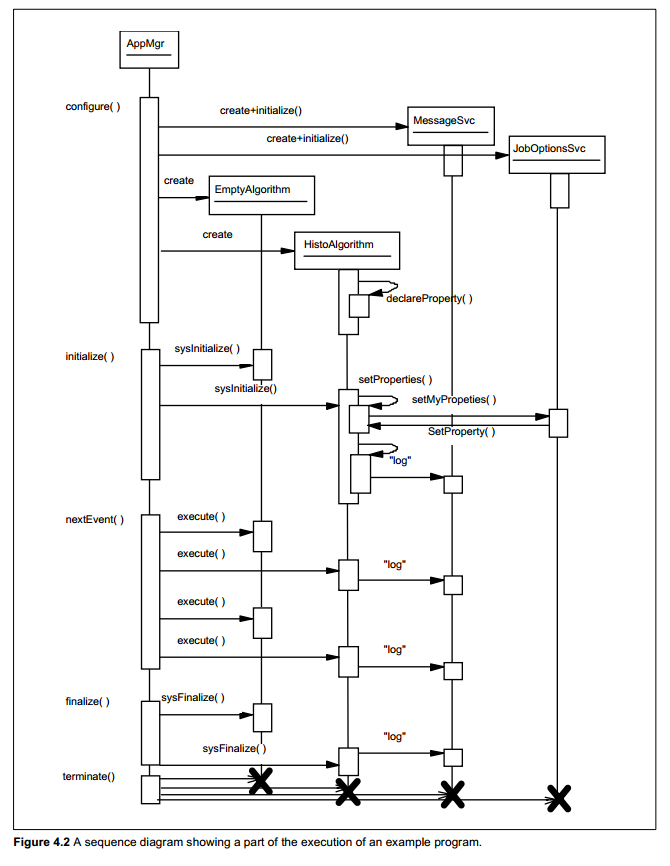 AppMgr
configure( )
create+initialize()
MessageSvc
create+initialize()
JobOptionsSvc
create
EmptyAlgorithm
create
HistoAlgorithm
declareProperty( )
initialize( )
sysInitialize( )
sysInitialize()
setProperties( )
setMyPropeties( )
SetProperty( )
"log"
nextEvent( )
execute( )
execute( )
"log"
execute( )
execute( )
"log"
finalize( )
sysFinalize( )
sysFinalize( )
"log"
terminate()
Figure 4.2 A sequence diagram showing a part of the execution of an example program.